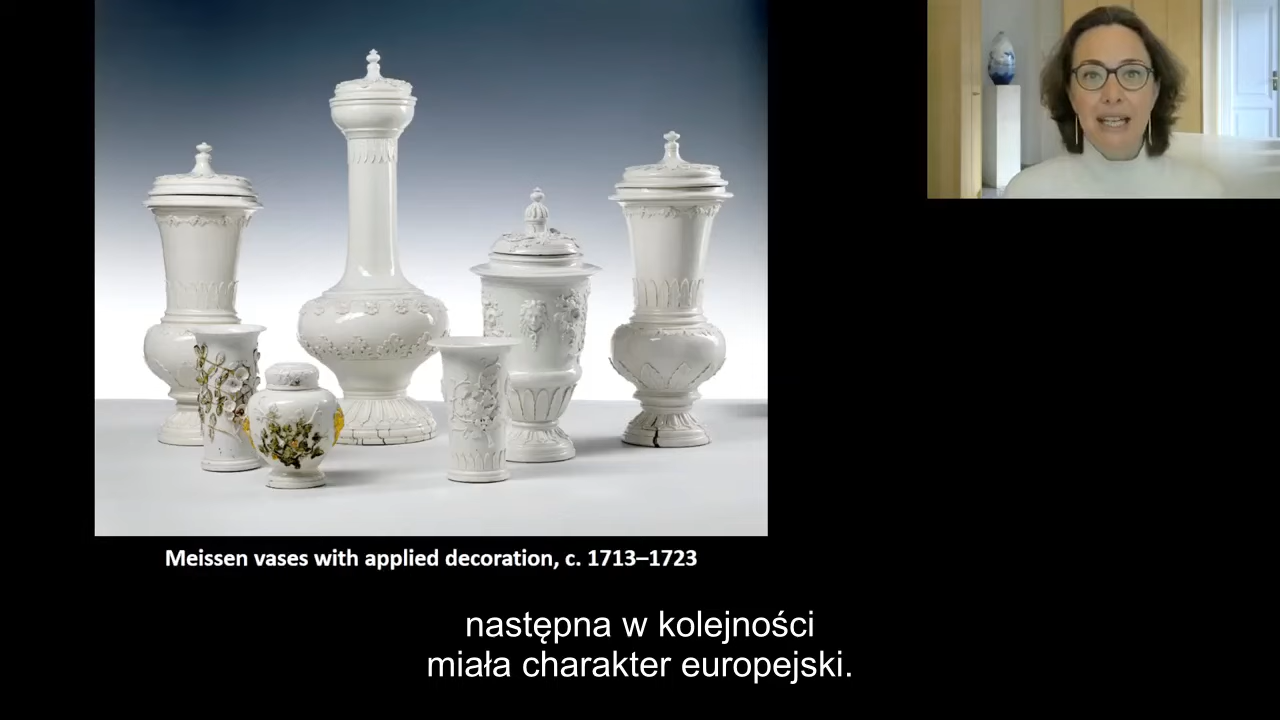 Meissen vases with applied decoration, c. 1713–1723
następna w kolejności
miała charakter europejski.